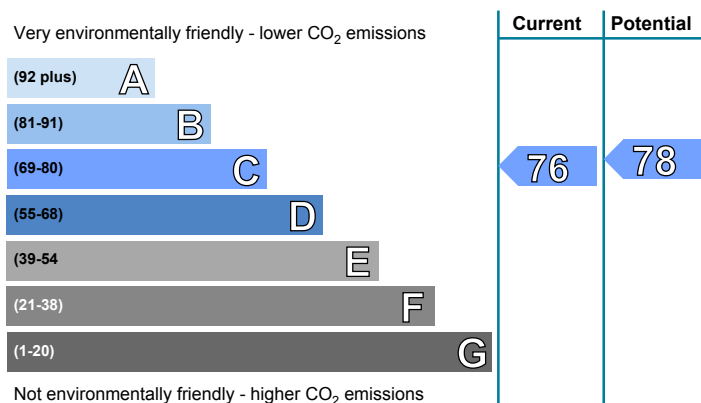 Very environmentally friendly - lower CO₂ emissions
Current
Potential
(92 plus) A
(81-91) B
(69-80) C
(55-68) D
(39-54 E
(21-38) F
(1-20) G
76
78
Not environmentally friendly - higher CO₂ emissions